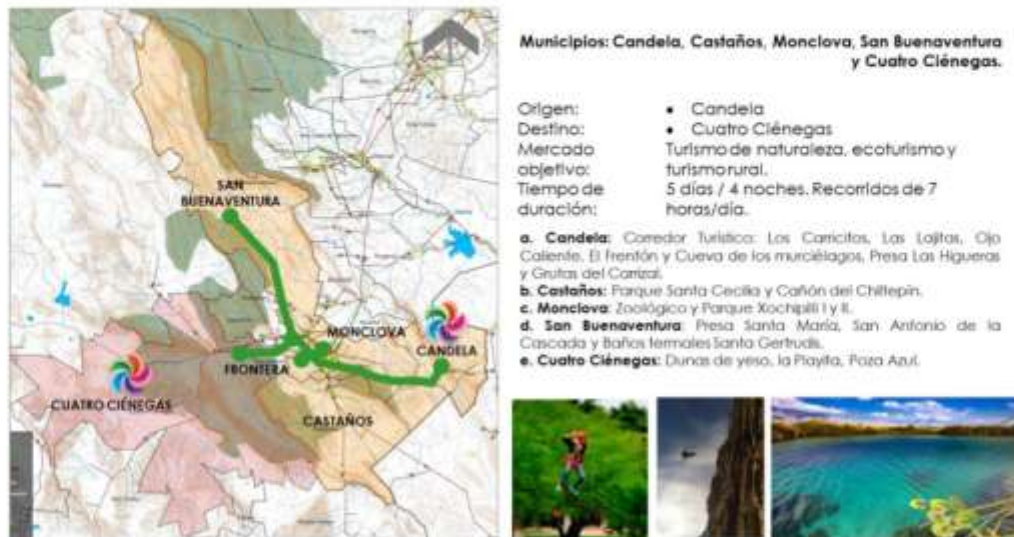 SAN
BUENAVENTURA
MONCLOVA
CANDELA
FRONTERA
CUATRO CIÉNEGAS
CASTAÑOS
Municipios: Candela, Castaños, Monclova, San Buenaventura
y Cuatro Ciénegas.
Origen: • Candela
Destino: • Cuatro Ciénegas
Mercado Turismo de naturaleza, ecoturismo y
objetivo: turismo rural.
Tiempo de 5 días / 4 noches. Recorridos de 7
duración: horas/día.
a. Candela: Corredor Turístico: Los Carricitos, Las Lajitas, Ojo
Caliente, El Frentón y Cueva de los murciélagos, Presa Las Higueras
y Grutas del Carrizal.
b. Castaños: Parque Santa Cecilia y Cañón del Chiltepín.
c. Monclova: Zoológico y Parque Xochipilli I y II.
d. San Buenaventura: Presa Santa María, San Antonio de la
Cascada y Baños termales Santa Gertrudis.
e. Cuatro Ciénegas: Dunas de yeso, la Playita, Poza Azul.